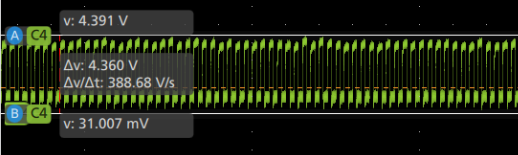 v: 4.391 V
A C4
Δv: 4.360 V
Δv/Δt: 388.68 V/s
B C4
v: 31.007 mV